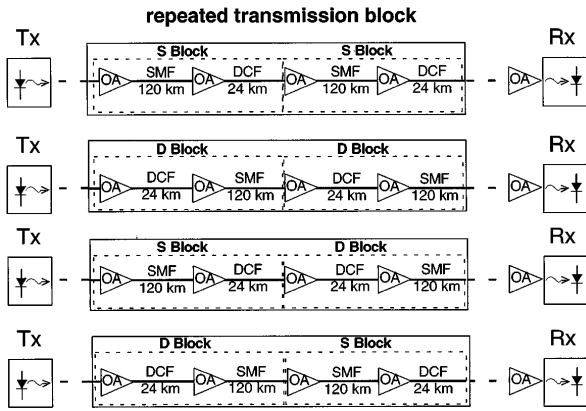 repeated transmission block
Tx S Block S Block Rx
OA SMF OA DCF OA SMF OA DCF OA
120 km 24 km 120 km 24 km
Tx D Block D Block Rx
OA DCF OA SMF OA DCF OA SMF OA
24 km 120 km 24 km 120 km
Tx S Block D Block Rx
OA SMF OA DCF OA DCF OA SMF OA
120 km 24 km 24 km 120 km
Tx D Block S Block Rx
OA DCF OA SMF OA SMF OA DCF OA
24 km 120 km 120 km 24 km